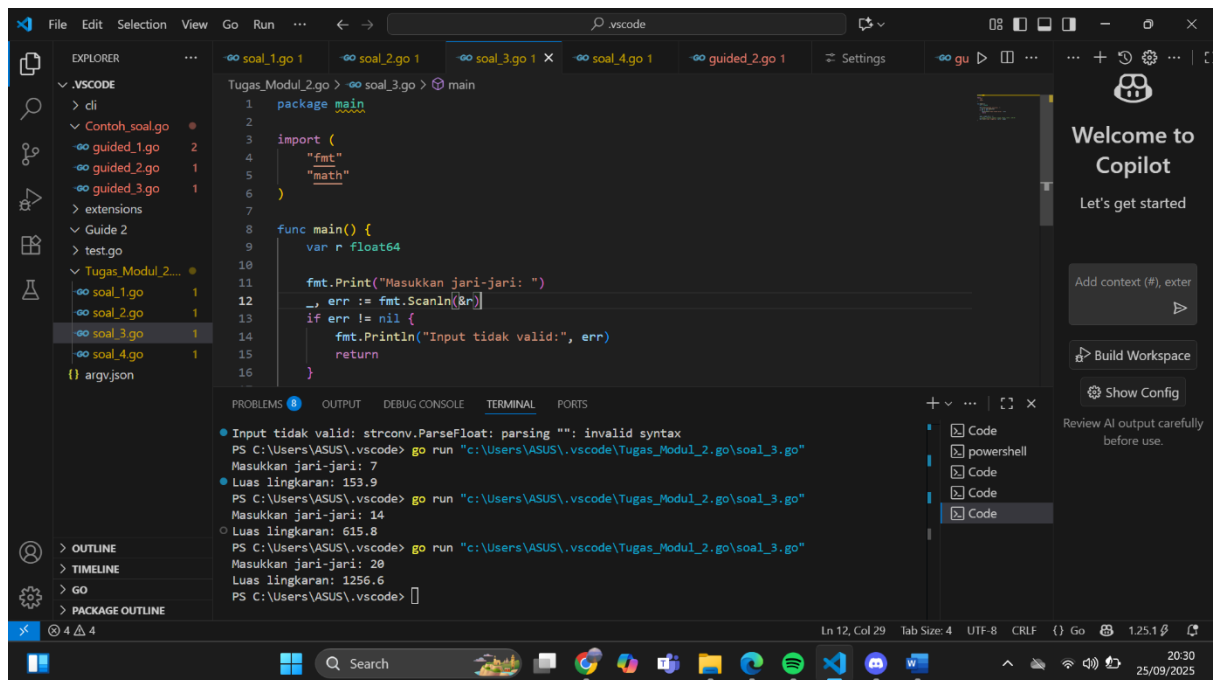 File Edit Selection View Go Run ··· .vscode
EXPLORER ···
.VSCODE
cli
Contoh_soal.go
guided_1.go 2
guided_2.go 1
guided_3.go 1
extensions
Guide 2
test.go
Tugas_Modul_2....
soal_1.go 1
soal_2.go 1
soal_3.go 1
soal_4.go 1
argv.json
OUTLINE
TIMELINE
GO
PACKAGE OUTLINE
soal_1.go 1 soal_2.go 1 soal_3.go 1 soal_4.go 1 guided_2.go 1 Settings gu
Tugas_Modul_2.go > soal_3.go > main
1 package main
2
3 import (
4 "fmt"
5 "math"
6 )
7
8 func main() {
9 var r float64
10
11 fmt.Print("Masukkan jari-jari: ")
12 _, err := fmt.Scanln(&r)
13 if err != nil {
14 fmt.Println("Input tidak valid:", err)
15 return
16 }
PROBLEMS 8 OUTPUT DEBUG CONSOLE TERMINAL PORTS
Input tidak valid: strconv.ParseFloat: parsing "": invalid syntax
PS C:\Users\ASUS\.vscode> go run "c:\Users\ASUS\.vscode\Tugas_Modul_2.go\soal_3.go"
Masukkan jari-jari: 7
Luas lingkaran: 153.9
PS C:\Users\ASUS\.vscode> go run "c:\Users\ASUS\.vscode\Tugas_Modul_2.go\soal_3.go"
Masukkan jari-jari: 14
Luas lingkaran: 615.8
PS C:\Users\ASUS\.vscode> go run "c:\Users\ASUS\.vscode\Tugas_Modul_2.go\soal_3.go"
Masukkan jari-jari: 20
Luas lingkaran: 1256.6
PS C:\Users\ASUS\.vscode>
Code
powershell
Code
Code
Code
Welcome to
Copilot
Let's get started
Add context (#), exter
Build Workspace
Show Config
Review AI output carefully
before use.
4 4 Ln 12, Col 29 Tab Size: 4 UTF-8 CRLF {} Go 1.25.1
Search
20:30
25/09/2025